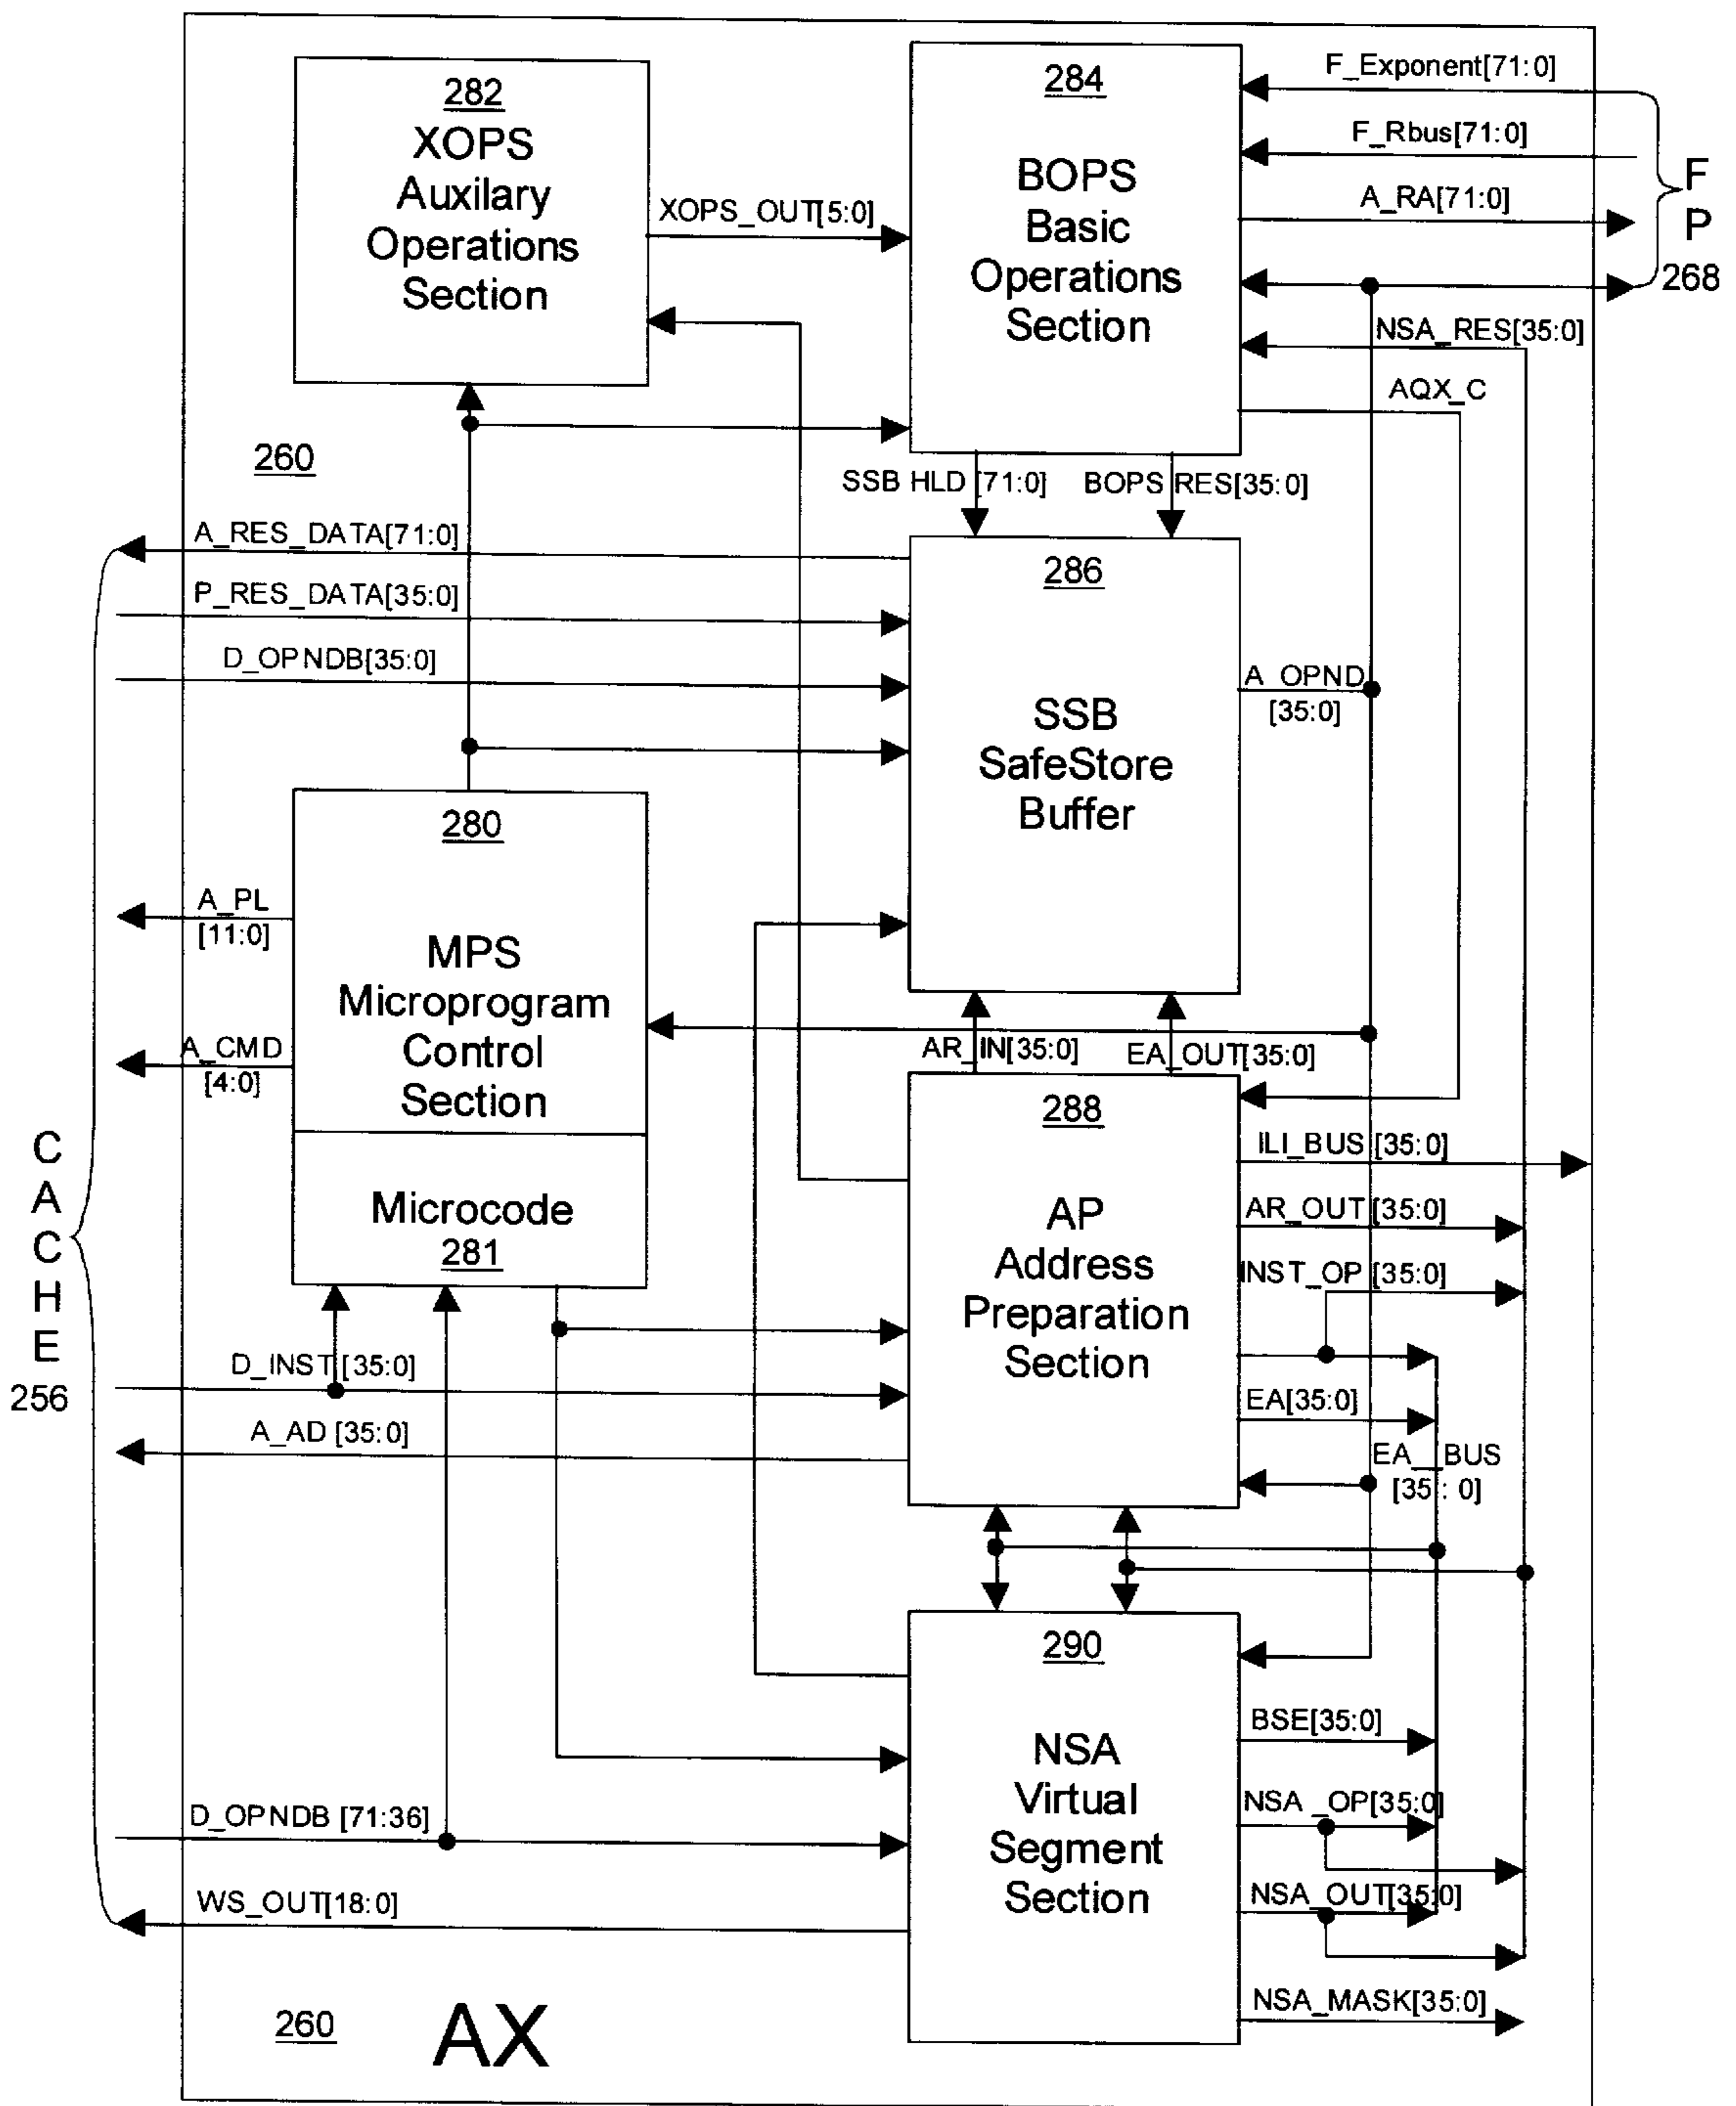 282
XOPS
Auxilary
Operations
Section
XOPS_OUT[5:0]
284
BOPS
Basic
Operations
Section
F_Exponent[71:0]
F_Rbus[71:0]
A_RA[71:0]
F
P
268
NSA_RES[35:0]
AQX_C
260
SSB HLD [71:0]
BOPS RES[35:0]
A_RES_DATA[71:0]
P_RES_DATA[35:0]
D_OPNDB[35:0]
286
SSB
SafeStore
Buffer
A_OPND
[35:0]
280
MPS
Microprogram
Control
Section
A_PL
[11:0]
A_CMD
[4:0]
Microcode
281
AR_IN[35:0]
EA_OUT[35:0]
288
AP
Address
Preparation
Section
ILI_BUS [35:0]
AR_OUT [35:0]
INST_OP [35:0]
EA[35:0]
EA_BUS
[35 : 0]
C
A
C
H
E
256
D_INST [35:0]
A_AD [35:0]
290
NSA
Virtual
Segment
Section
BSE[35:0]
NSA_OP[35:0]
NSA_OUT[35:0]
NSA_MASK[35:0]
D_OPNDB [71:36]
WS_OUT[18:0]
260
AX